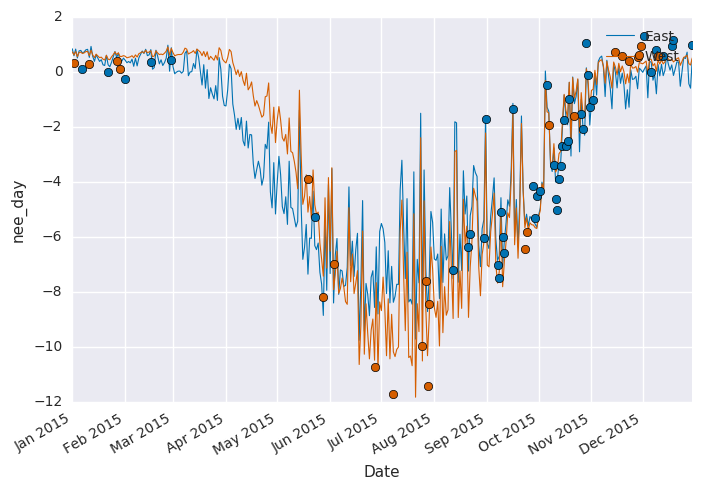 2
0
−2
−4
−6
−8
−10
−12
nee_day
East
West
Jan 2015
Feb 2015
Mar 2015
Apr 2015
May 2015
Jun 2015
Jul 2015
Aug 2015
Sep 2015
Oct 2015
Nov 2015
Dec 2015
Date